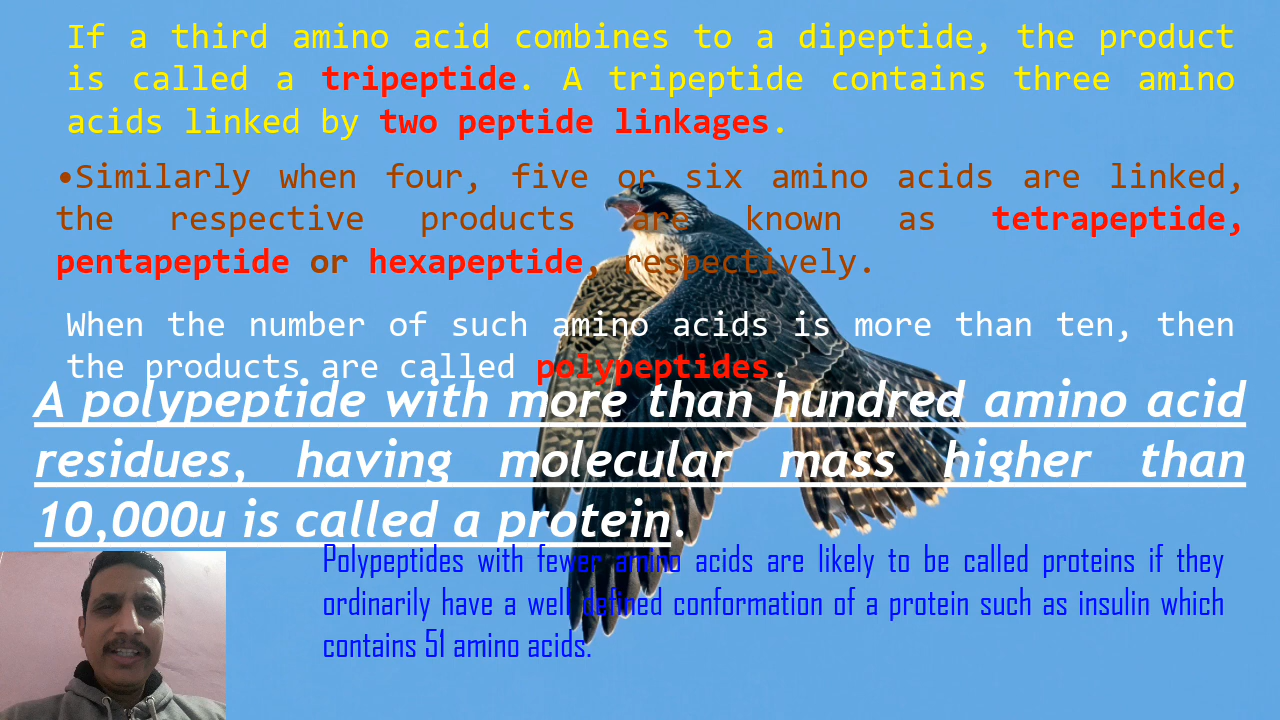 If a third amino acid combines to a dipeptide, the product
is called a tripeptide. A tripeptide contains three amino
acids linked by two peptide linkages.
•Similarly when four, five or six amino acids are linked,
the respective products are known as tetrapeptide,
pentapeptide or hexapeptide, respectively.
When the number of such amino acids is more than ten, then
the products are called polypeptides.
A polypeptide with more than hundred amino acid
residues, having molecular mass higher than
10,000u is called a protein.
Polypeptides with fewer amino acids are likely to be called proteins if they
ordinarily have a well defined conformation of a protein such as insulin which
contains 51 amino acids.